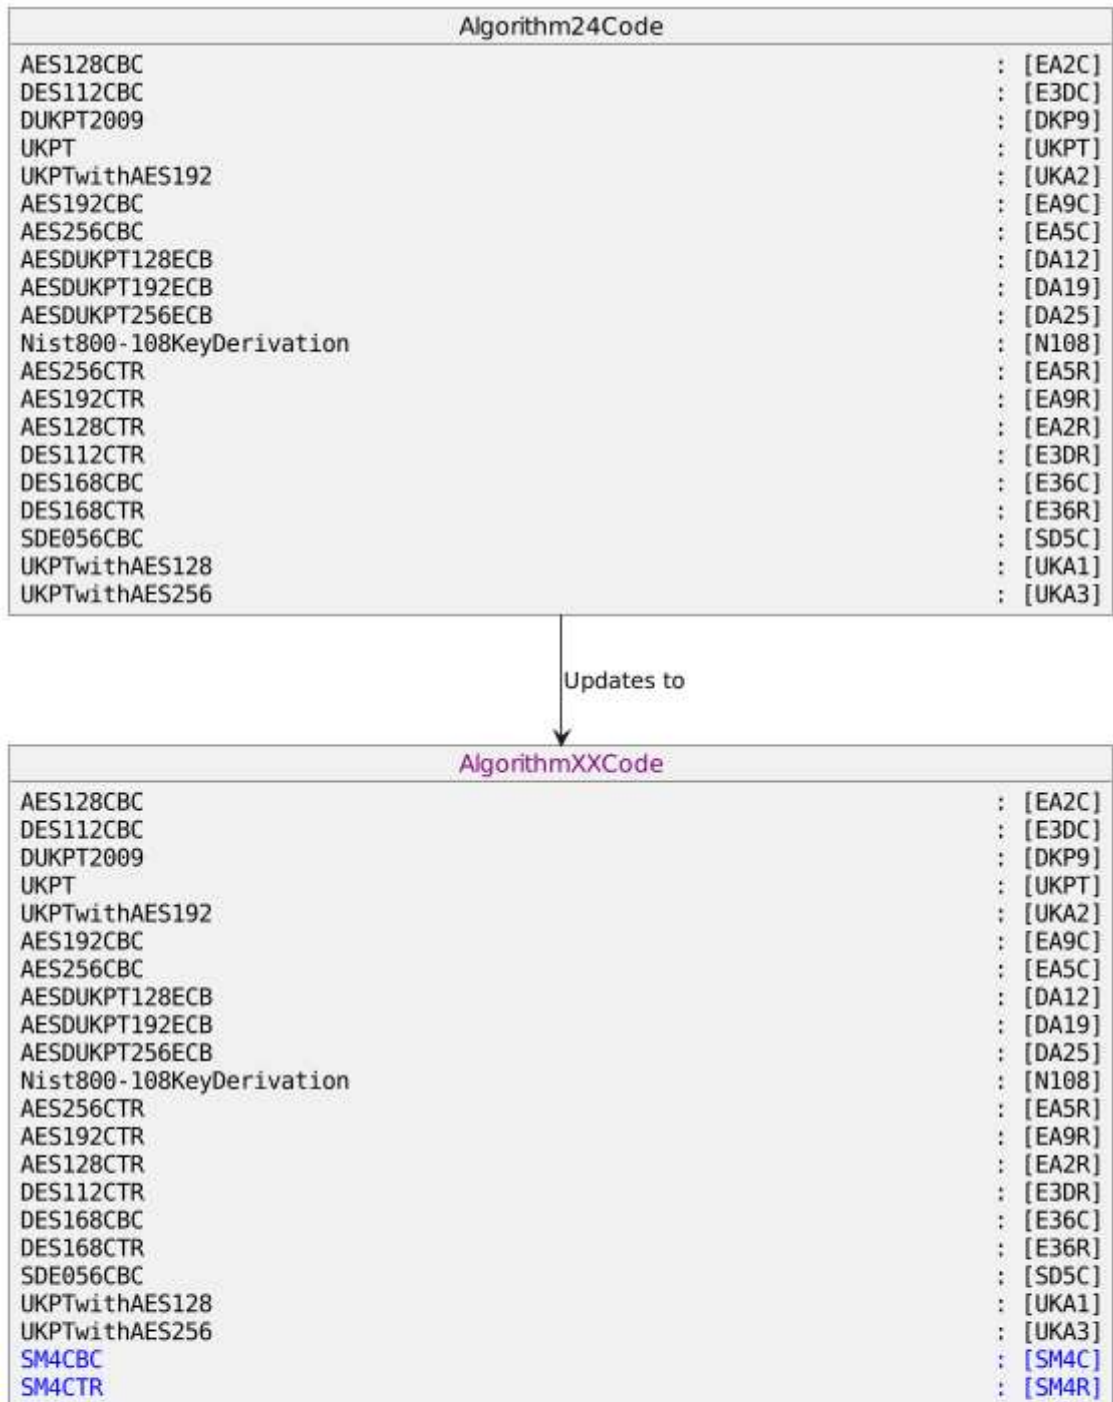 Algorithm24Code
AES128CBC : [EA2C]
DES112CBC : [E3DC]
DUKPT2009 : [DKP9]
UKPT : [UKPT]
UKPTwithAES192 : [UKA2]
AES192CBC : [EA9C]
AES256CBC : [EA5C]
AESDUKPT128ECB : [DA12]
AESDUKPT192ECB : [DA19]
AESDUKPT256ECB : [DA25]
Nist800-108KeyDerivation : [N108]
AES256CTR : [EA5R]
AES192CTR : [EA9R]
AES128CTR : [EA2R]
DES112CTR : [E3DR]
DES168CBC : [E36C]
DES168CTR : [E36R]
SDE056CBC : [SD5C]
UKPTwithAES128 : [UKA1]
UKPTwithAES256 : [UKA3]
Updates to
AlgorithmXXCode
AES128CBC : [EA2C]
DES112CBC : [E3DC]
DUKPT2009 : [DKP9]
UKPT : [UKPT]
UKPTwithAES192 : [UKA2]
AES192CBC : [EA9C]
AES256CBC : [EA5C]
AESDUKPT128ECB : [DA12]
AESDUKPT192ECB : [DA19]
AESDUKPT256ECB : [DA25]
Nist800-108KeyDerivation : [N108]
AES256CTR : [EA5R]
AES192CTR : [EA9R]
AES128CTR : [EA2R]
DES112CTR : [E3DR]
DES168CBC : [E36C]
DES168CTR : [E36R]
SDE056CBC : [SD5C]
UKPTwithAES128 : [UKA1]
UKPTwithAES256 : [UKA3]
SM4CBC : [SM4C]
SM4CTR : [SM4R]